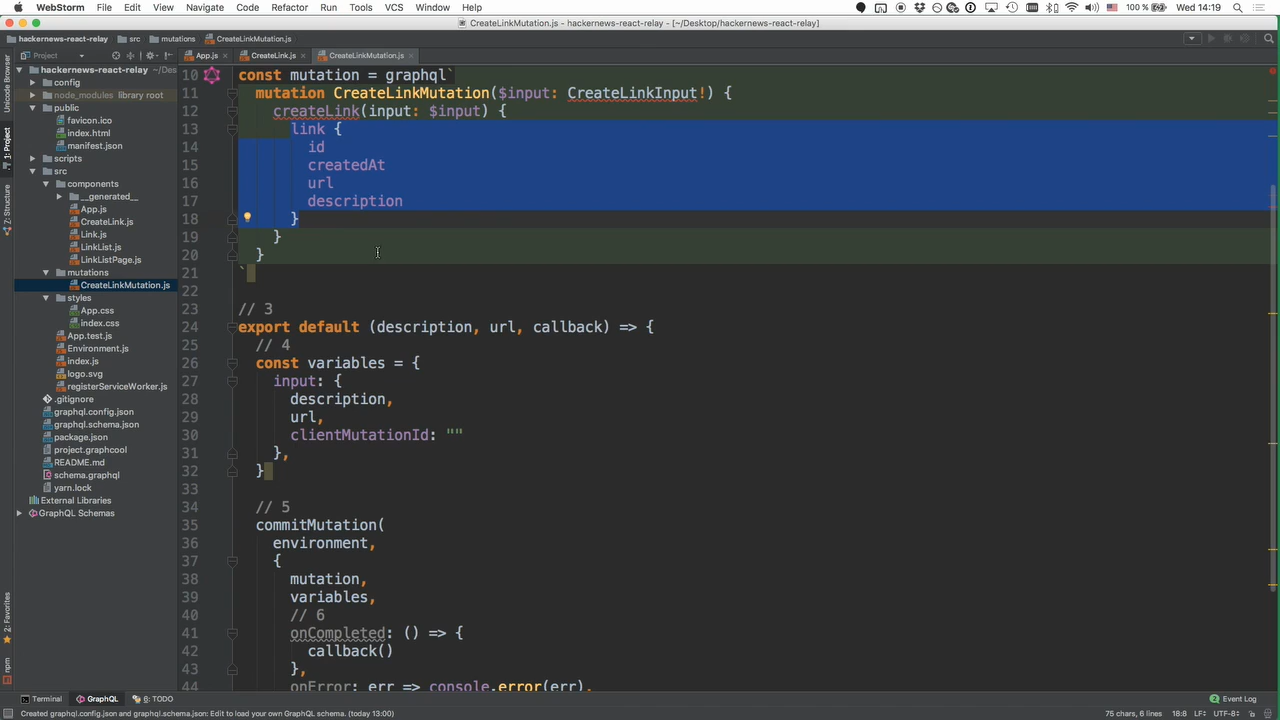 WebStorm File Edit View Navigate Code Refactor Run Tools VCS Window Help 100 % Wed 14:19
CreateLinkMutation.js - hackernews-react-relay - [~/Desktop/hackernews-react-relay]
hackernews-react-relay src mutations CreateLinkMutation.js
Project
App.js
CreateLink.js
CreateLinkMutation.js
Unicode Browser
1: Project
Z: Structure
2: Favorites
npm
hackernews-react-relay ~/Des
config
node_modules library root
public
favicon.ico
index.html
manifest.json
scripts
src
components
__generated__
App.js
CreateLink.js
Link.js
LinkList.js
LinkListPage.js
mutations
CreateLinkMutation.js
styles
App.css
index.css
App.test.js
Environment.js
index.js
logo.svg
registerServiceWorker.js
.gitignore
graphql.config.json
graphql.schema.json
package.json
project.graphcool
README.md
schema.graphql
yarn.lock
External Libraries
GraphQL Schemas
10 const mutation = graphql`
11 mutation CreateLinkMutation($input: CreateLinkInput!) {
12 createLink(input: $input) {
13 link {
14 id
15 createdAt
16 url
17 description
18 }
19 }
20 }
21 `
22
23 // 3
24 export default (description, url, callback) => {
25 // 4
26 const variables = {
27 input: {
28 description,
29 url,
30 clientMutationId: ""
31 },
32 }
33
34 // 5
35 commitMutation(
36 environment,
37 {
38 mutation,
39 variables,
40 // 6
41 onCompleted: () => {
42 callback()
43 },
44 onError: err => console.error(err),
Terminal GraphQL 6: TODO Event Log
Created graphql.config.json and graphql.schema.json: Edit to load your own GraphQL schema. (today 13:00) 75 chars, 6 lines 18:8 LF÷ UTF-8÷